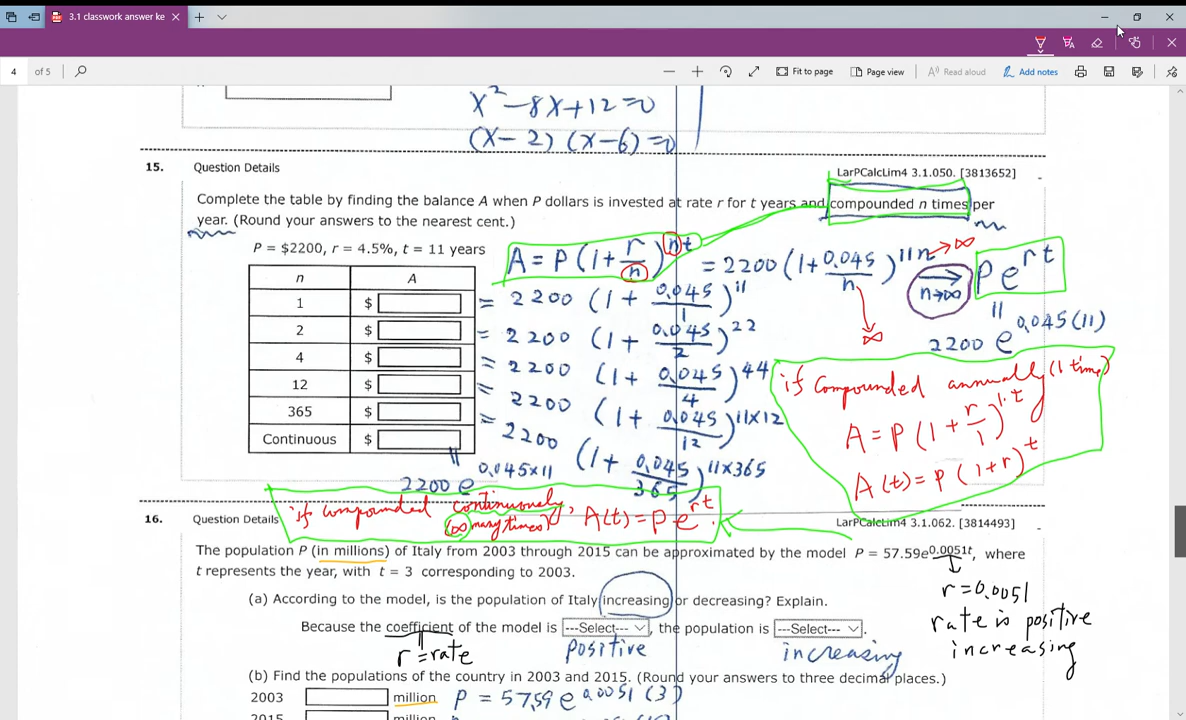 3.1 classwork answer ke
4 of 5
Fit to page
Page view
Read aloud
Add notes
x² - 8x + 12 = 0
(x - 2) (x - 6) = 0
15. Question Details
LarPCalcLim4 3.1.050. [3813652]
Complete the table by finding the balance A when P dollars is invested at rate r for t years and compounded n times per
year. (Round your answers to the nearest cent.)
P = $2200, r = 4.5%, t = 11 years
A = P (1 + r/n)^nt = 2200 (1 + 0.045/n)^11n → ∞
n→∞
Pe^rt
n A
1 $ = 2200 (1 + 0.045/1)^11
2 $ = 2200 (1 + 0.045/2)^22
4 $ = 2200 (1 + 0.045/4)^44
12 $ = 2200 (1 + 0.045/12)^11x12
365 $ = 2200 (1 + 0.045/365)^11x365
Continuous $
2200 e^0.045x11
∞
= 2200 e^0.045(11)
if compounded annually (1 time)
A = P (1 + r/1)^1·t
A(t) = P (1 + r)^t
if compounded continuously,
(∞ many times) A(t) = Pe^rt.
16. Question Details
LarPCalcLim4 3.1.062. [3814493]
The population P (in millions) of Italy from 2003 through 2015 can be approximated by the model P = 57.59e^0.0051t, where
t represents the year, with t = 3 corresponding to 2003.
r = 0.0051
rate is positive
increasing
(a) According to the model, is the population of Italy increasing or decreasing? Explain.
Because the coefficient of the model is ---Select---, the population is ---Select---.
r = rate
positive
increasing
(b) Find the populations of the country in 2003 and 2015. (Round your answers to three decimal places.)
2003 million P = 57.59 e^0.0051 (3)
2015 million